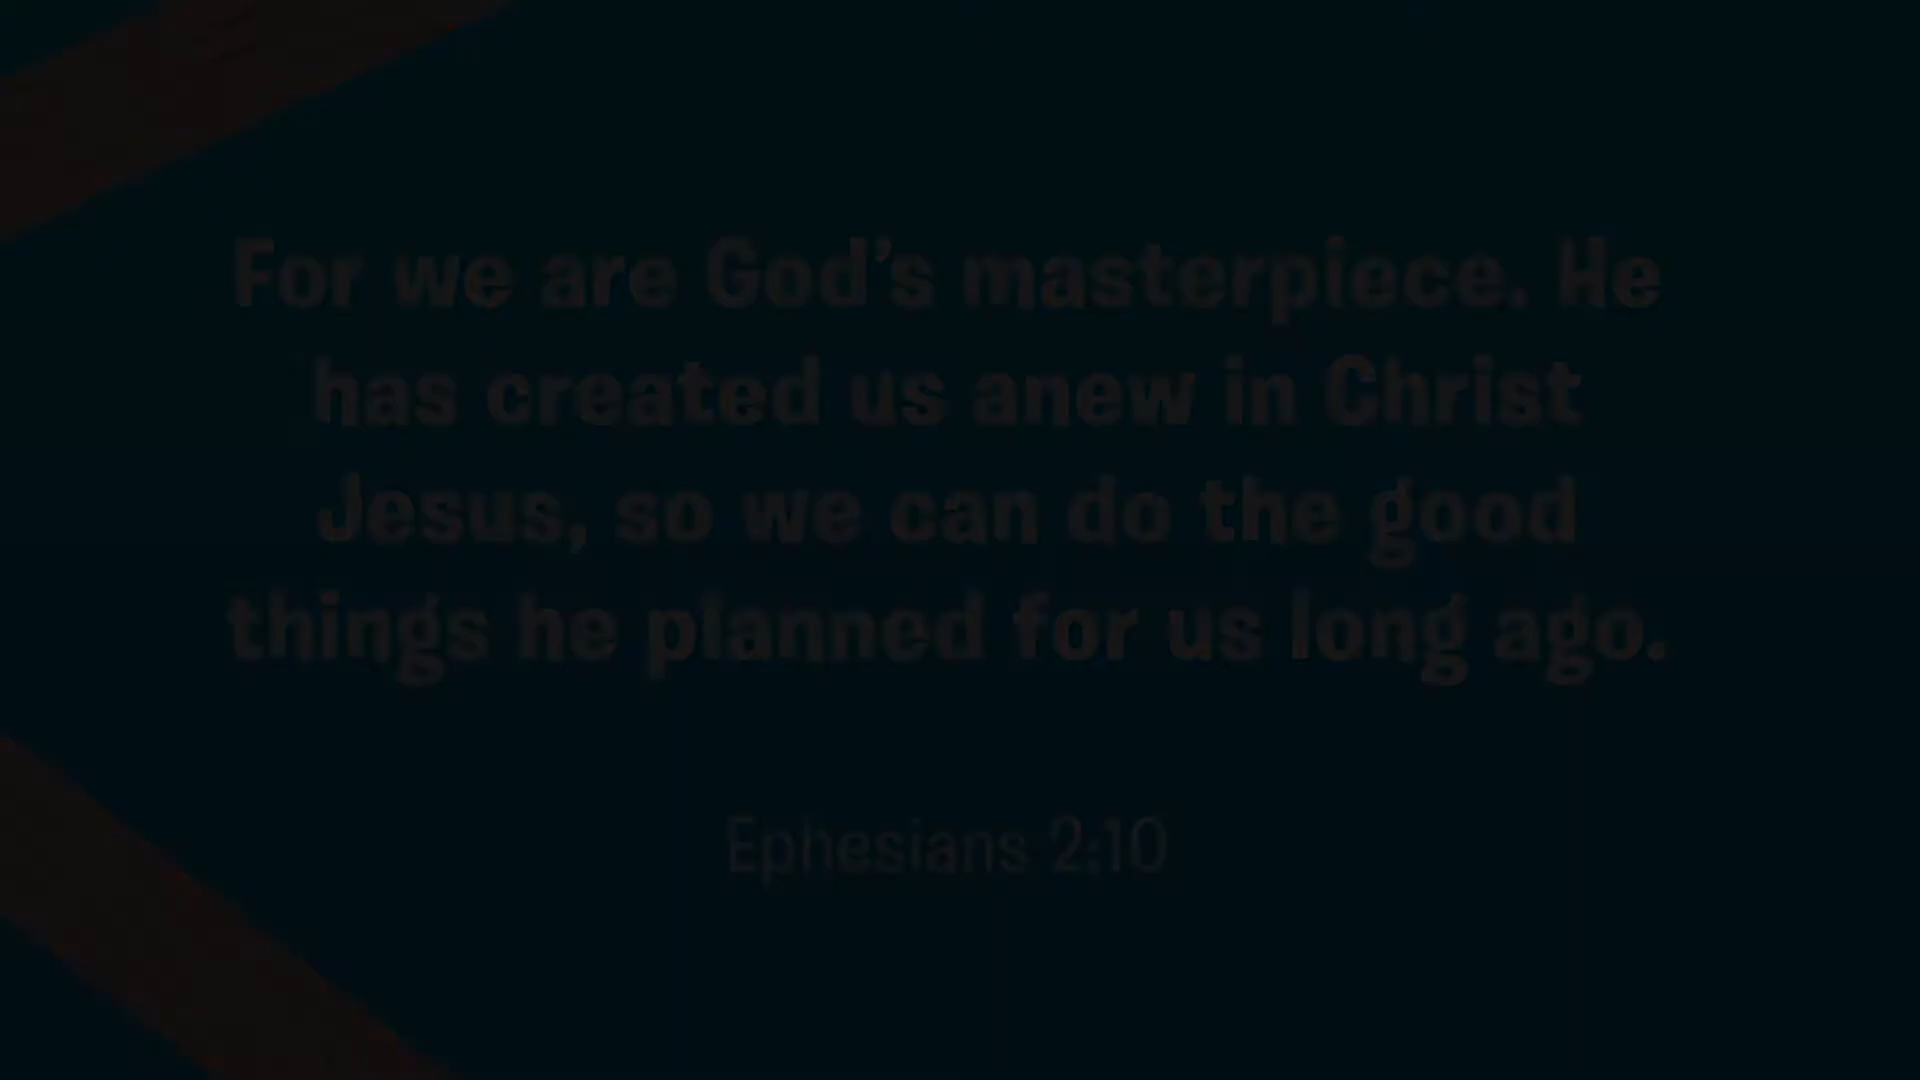 For we are God’s masterpiece. He
has created us anew in Christ
Jesus, so we can do the good
things he planned for us long ago.
Ephesians 2:10